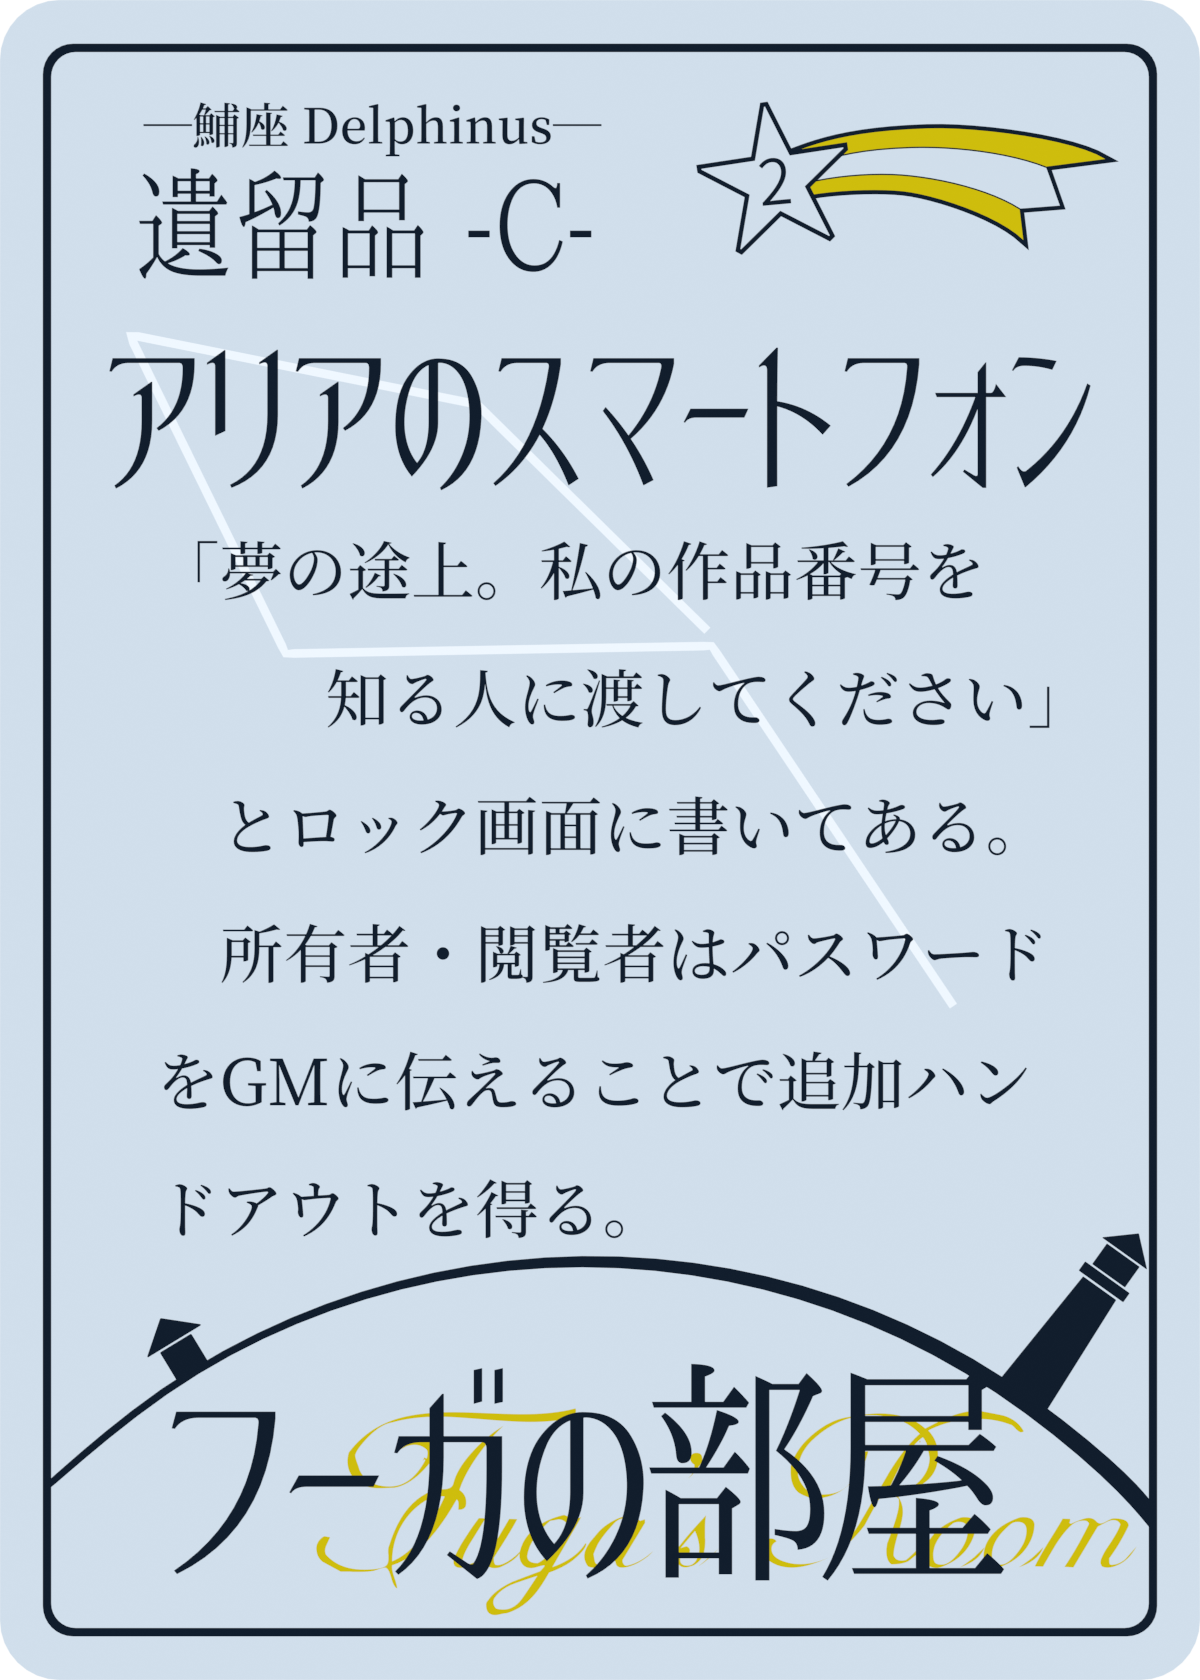 ―鯆座 Delphinus―
遺留品 -C-
2
アリアのスマートフォン
「夢の途上。私の作品番号を
知る人に渡してください」
とロック画面に書いてある。
所有者・閲覧者はパスワード
をGMに伝えることで追加ハン
ドアウトを得る。
フーガの部屋
Fuga's Room